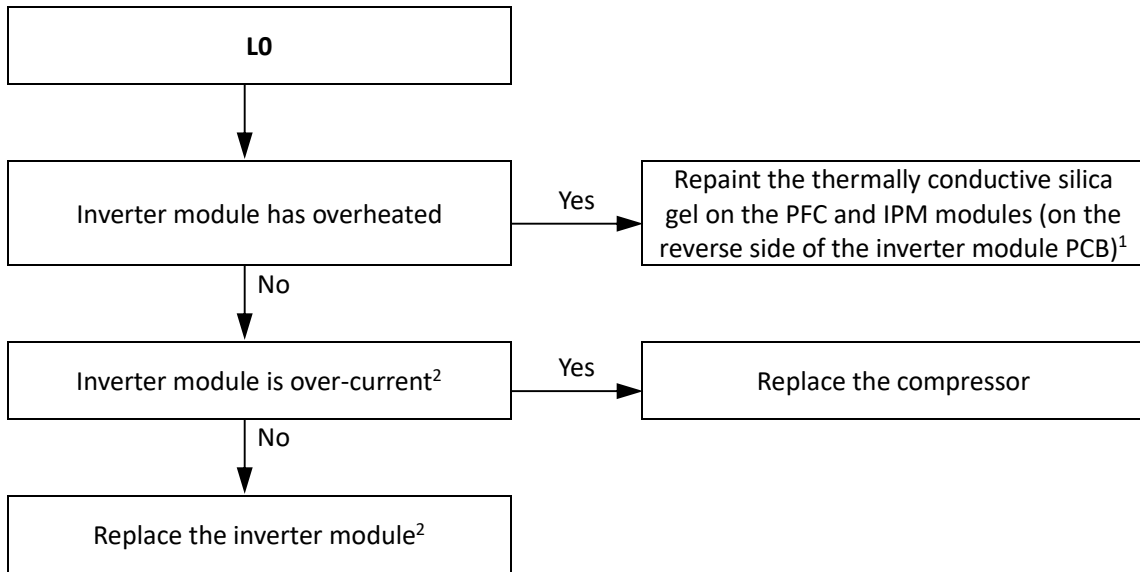 L0
Inverter module has overheated
Yes
Repaint the thermally conductive silica
gel on the PFC and IPM modules (on the
reverse side of the inverter module PCB)¹
No
Inverter module is over-current²
Yes
Replace the compressor
No
Replace the inverter module²